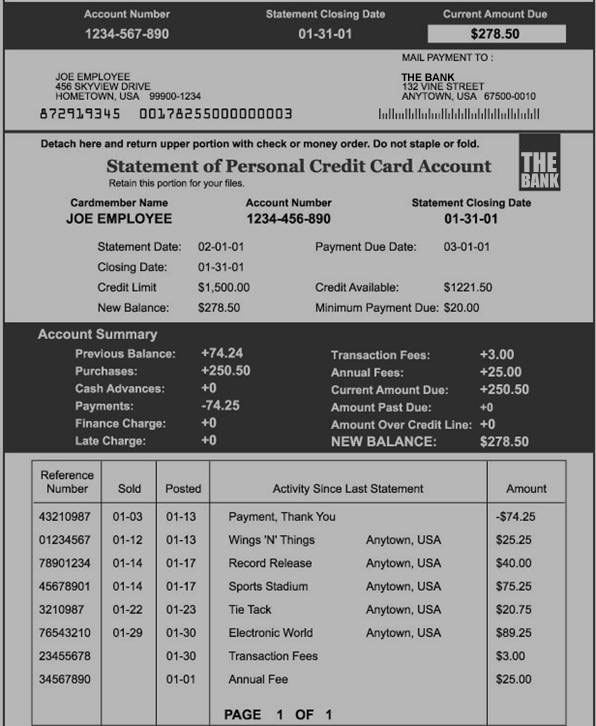 Account Number Statement Closing Date Current Amount Due
1234-567-890 01-31-01 $278.50
MAIL PAYMENT TO :
JOE EMPLOYEE THE BANK
456 SKYVIEW DRIVE 132 VINE STREET
HOMETOWN, USA 99900-1234 ANYTOWN, USA 67500-0010
872919345 00178255000000003
Detach here and return upper portion with check or money order. Do not staple or fold.
Statement of Personal Credit Card Account
THE
BANK
Retain this portion for your files.
Cardmember Name Account Number Statement Closing Date
JOE EMPLOYEE 1234-456-890 01-31-01
Statement Date: 02-01-01 Payment Due Date: 03-01-01
Closing Date: 01-31-01
Credit Limit $1,500.00 Credit Available: $1221.50
New Balance: $278.50 Minimum Payment Due: $20.00
Account Summary
Previous Balance: +74.24 Transaction Fees: +3.00
Purchases: +250.50 Annual Fees: +25.00
Cash Advances: +0 Current Amount Due: +250.50
Payments: -74.25 Amount Past Due: +0
Finance Charge: +0 Amount Over Credit Line: +0
Late Charge: +0 NEW BALANCE: $278.50
Reference
Number Sold Posted Activity Since Last Statement Amount
43210987 01-03 01-13 Payment, Thank You -$74.25
01234567 01-12 01-13 Wings 'N' Things Anytown, USA $25.25
78901234 01-14 01-17 Record Release Anytown, USA $40.00
45678901 01-14 01-17 Sports Stadium Anytown, USA $75.25
3210987 01-22 01-23 Tie Tack Anytown, USA $20.75
76543210 01-29 01-30 Electronic World Anytown, USA $89.25
23455678 01-30 Transaction Fees $3.00
34567890 01-01 Annual Fee $25.00
PAGE 1 OF 1